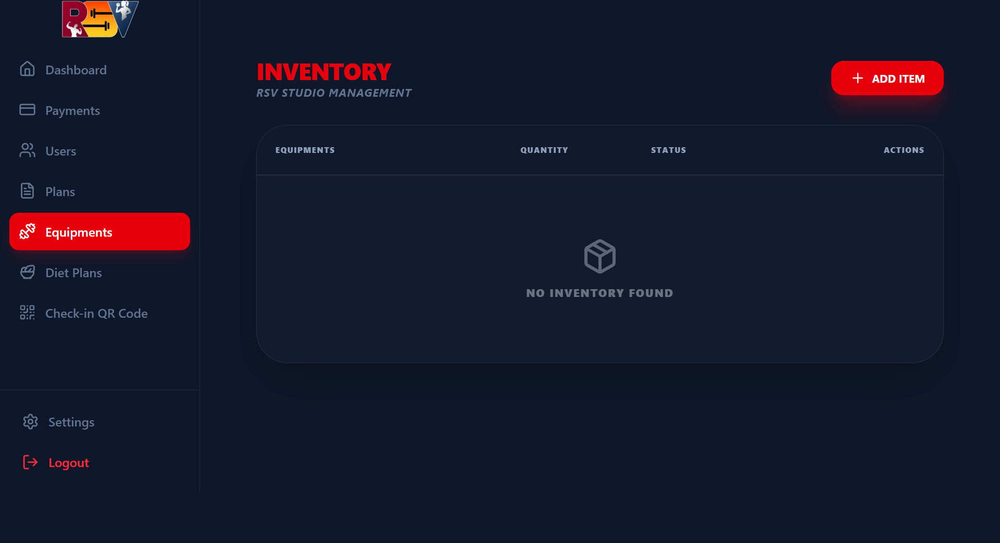 RSV
Dashboard
Payments
Users
Plans
Equipments
Diet Plans
Check-in QR Code
Settings
Logout
INVENTORY
RSV STUDIO MANAGEMENT
ADD ITEM
EQUIPMENTS QUANTITY STATUS ACTIONS
NO INVENTORY FOUND